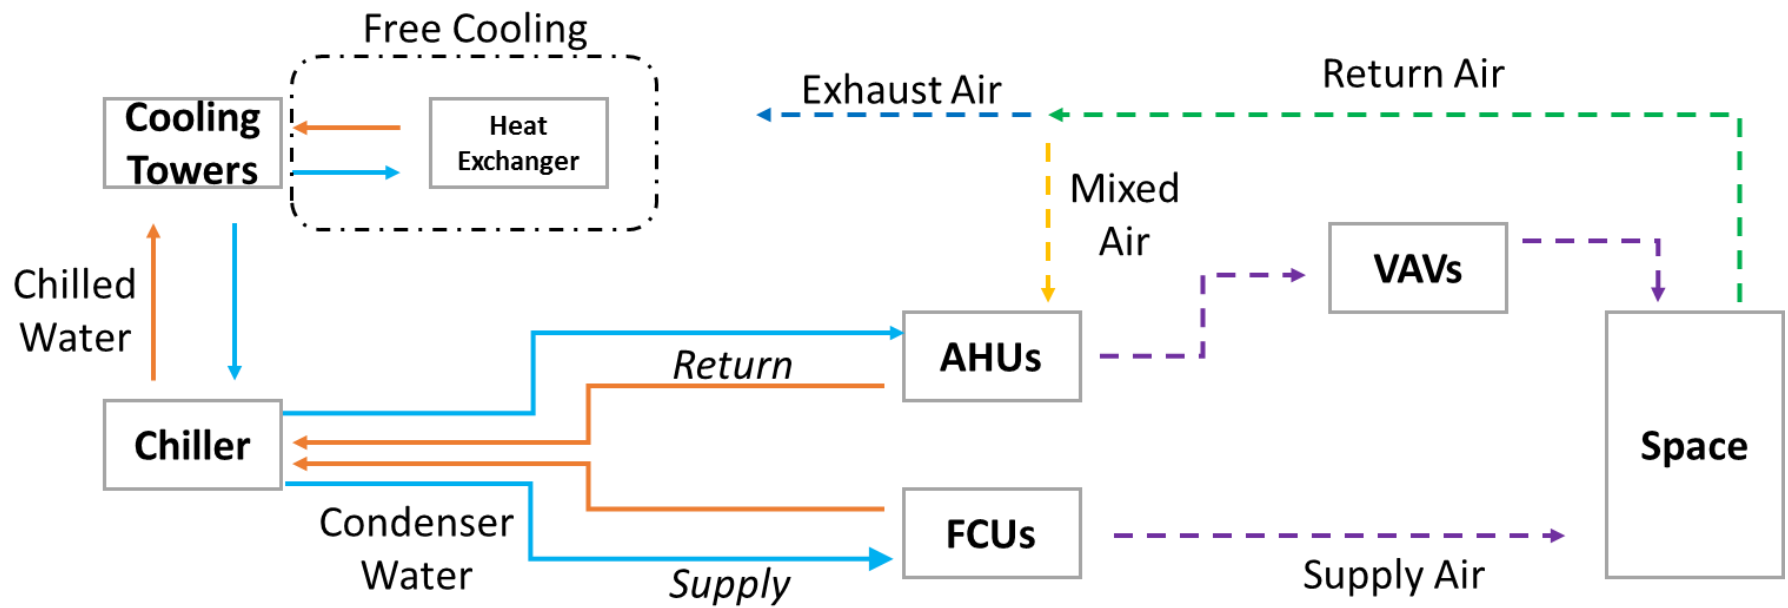 Free Cooling
Cooling
Towers
Heat
Exchanger
Exhaust Air
Return Air
Mixed
Air
Chilled
Water
VAVs
AHUs
Return
Chiller
Space
Condenser
Water
FCUs
Supply
Supply Air